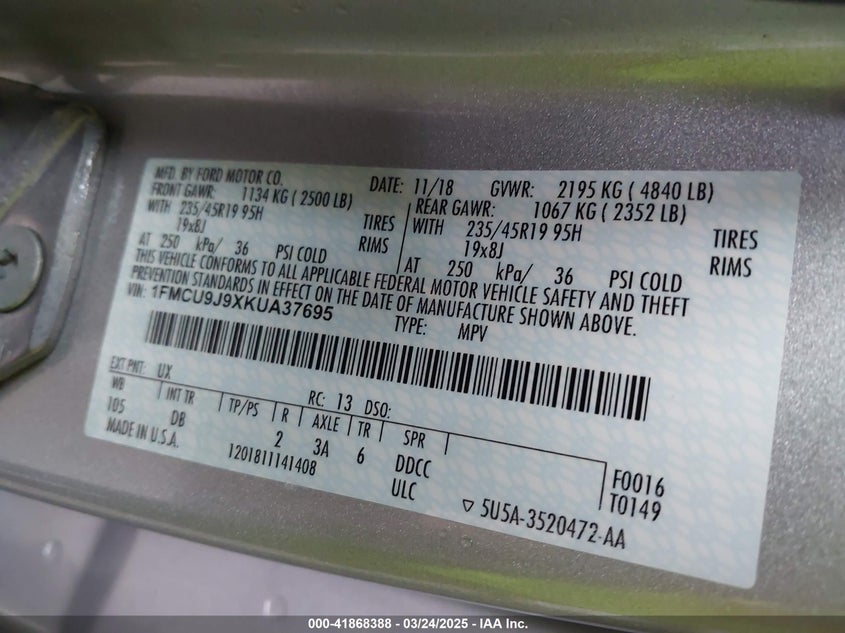 MFD. BY FORD MOTOR CO.
DATE: 11/18 GVWR: 2195 KG ( 4840 LB)
FRONT GAWR: 1134 KG ( 2500 LB)
REAR GAWR: 1067 KG ( 2352 LB)
WITH 235/45R19 95H TIRES
WITH 235/45R19 95H TIRES
19x8J RIMS
19x8J RIMS
AT 250 kPa/ 36 PSI COLD
AT 250 kPa/ 36 PSI COLD
THIS VEHICLE CONFORMS TO ALL APPLICABLE FEDERAL MOTOR VEHICLE SAFETY AND THEFT
PREVENTION STANDARDS IN EFFECT ON THE DATE OF MANUFACTURE SHOWN ABOVE.
VIN: 1FMCU9J9XKUA37695
TYPE: MPV
EXT PNT: UX RC: 13 DSO:
WB INT TR TP/PS R AXLE TR SPR
105 DB 2 3A 6 DDCC
F0016
MADE IN U.S.A. 1201811141408 ULC
T0149
▽ 5U5A-3520472-AA
000-41868388 — 03/24/2025 — IAA Inc.